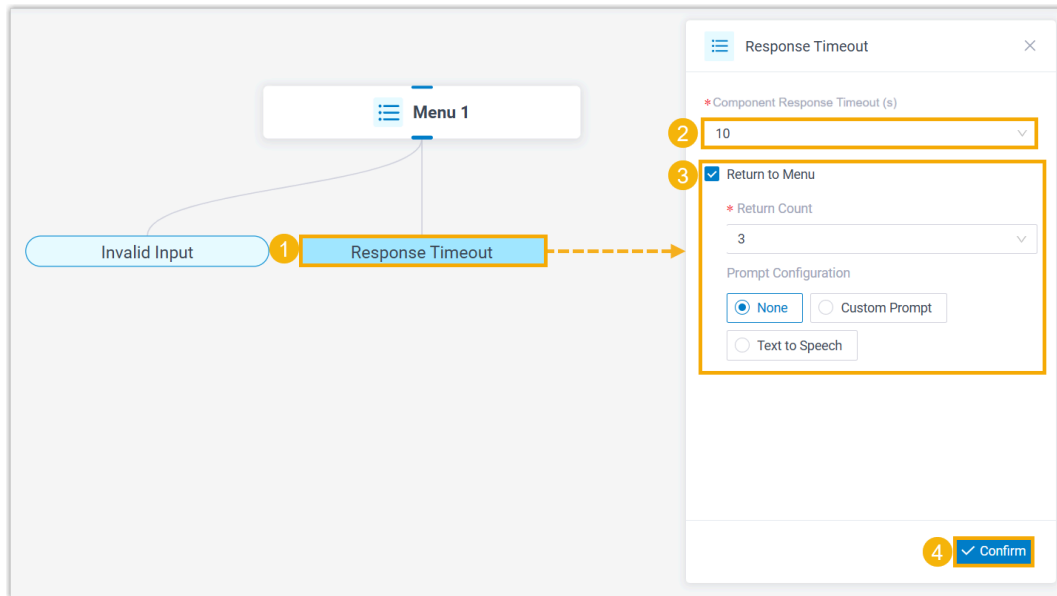 Menu 1
Invalid Input
1
Response Timeout
Response Timeout
*Component Response Timeout (s)
2
10
3
Return to Menu
* Return Count
3
Prompt Configuration
None
Custom Prompt
Text to Speech
4
Confirm